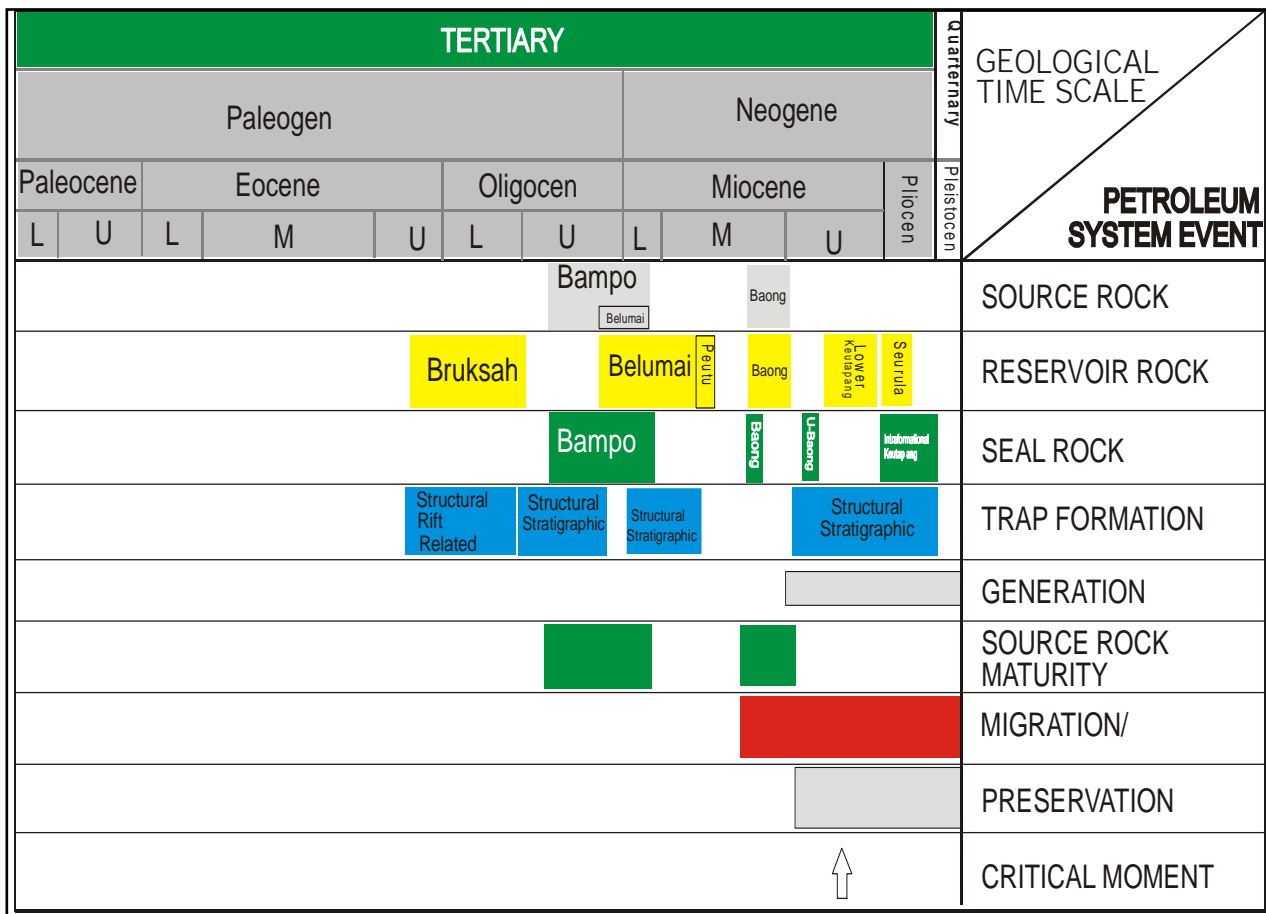 TERTIARY
Quarternary
GEOLOGICAL
TIME SCALE
Paleogen
Neogene
Paleocene
Eocene
Oligocen
Miocene
Pliocen
Pleistocen
PETROLEUM
SYSTEM EVENT
L
U
L
M
U
L
U
L
M
U
Bampo
Belumai
Baong
SOURCE ROCK
Bruksah
Belumai
Peutu
Baong
Lower
Keutapang
Seurula
RESERVOIR ROCK
Bampo
Baong
U-Baong
Intraformational
Keutapang
SEAL ROCK
Structural
Rift
Related
Structural
Stratigraphic
Structural
Stratigraphic
Structural
Stratigraphic
TRAP FORMATION
GENERATION
SOURCE ROCK
MATURITY
MIGRATION/
PRESERVATION
CRITICAL MOMENT